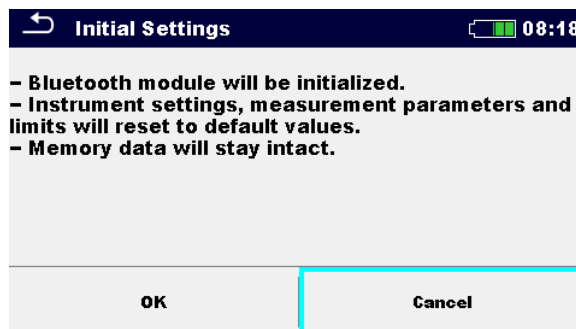 Initial Settings 08:18
– Bluetooth module will be initialized.
– Instrument settings, measurement parameters and
limits will reset to default values.
– Memory data will stay intact.
OK Cancel